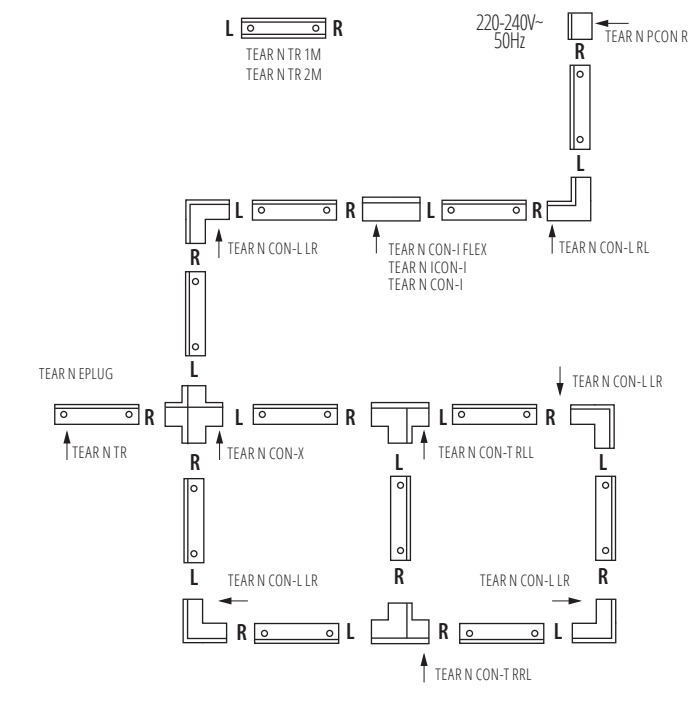 220-240V~
50Hz
TEAR N PCON R
L R
TEAR N TR 1M
TEAR N TR 2M
R
L
L R L R
TEAR N CON-L LR
TEAR N CON-I FLEX
TEAR N ICON-I
TEAR N CON-I
TEAR N CON-L RL
R
L
TEAR N EPLUG
TEAR N CON-L LR
R L R L R
TEAR N TR
TEAR N CON-X
TEAR N CON-T RLL
R L L
L R R
TEAR N CON-L LR
TEAR N CON-L LR
R L R L
TEAR N CON-T RRL